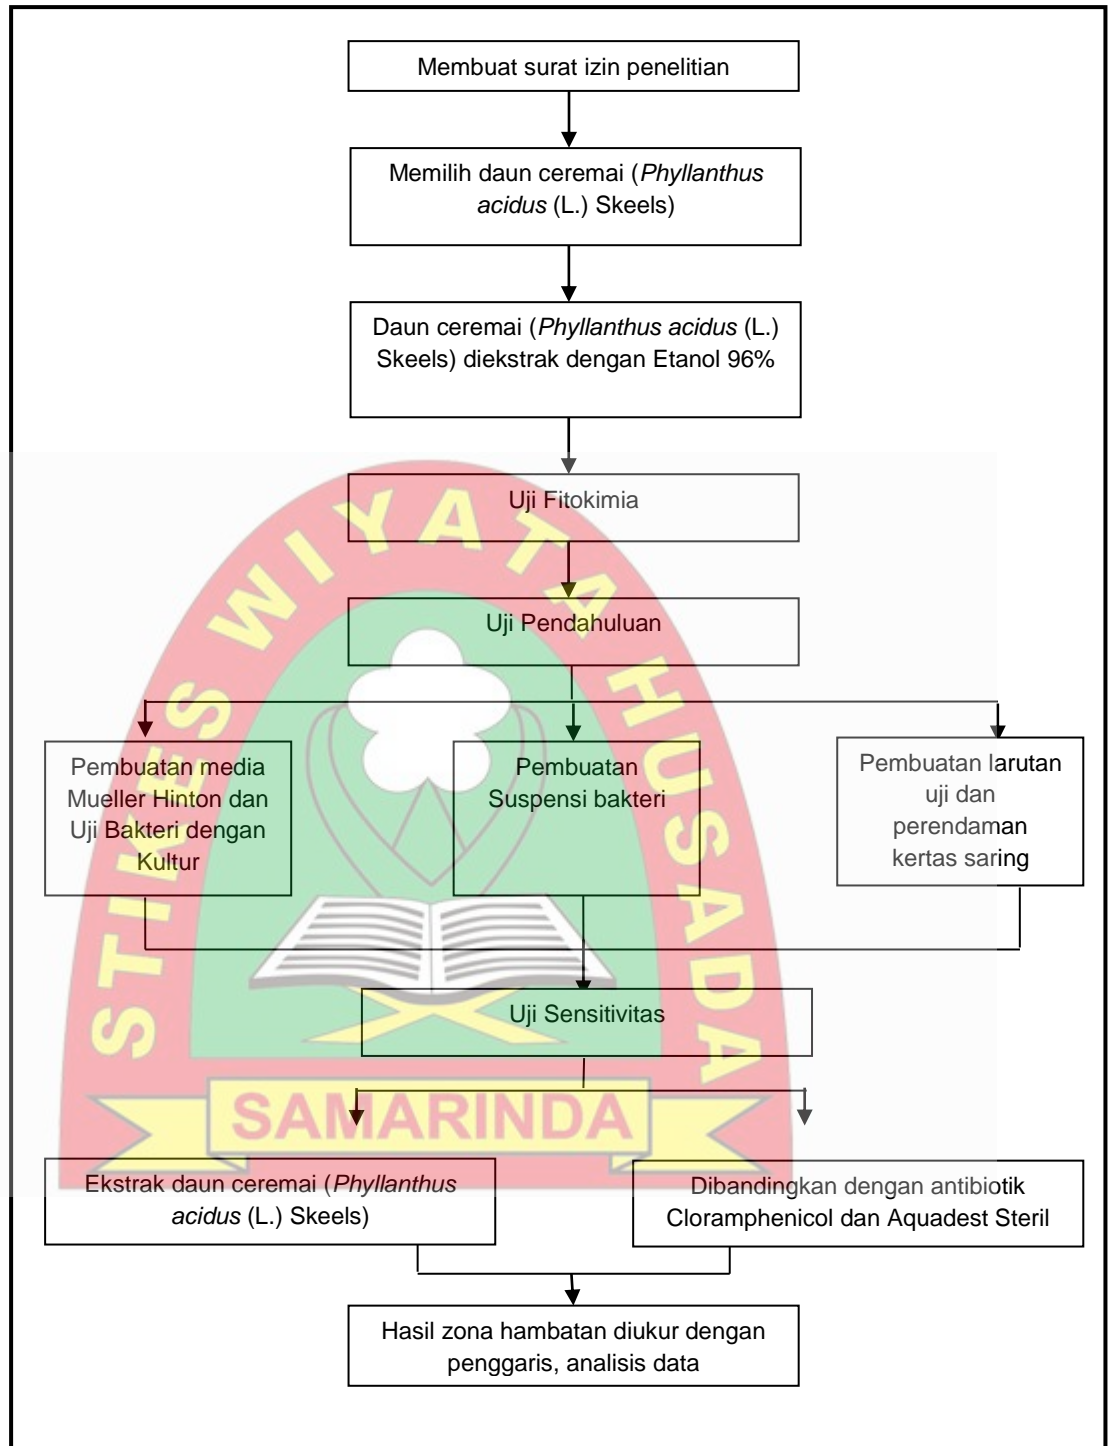 Membuat surat izin penelitian
Memilih daun ceremai (Phyllanthus
acidus (L.) Skeels)
Daun ceremai (Phyllanthus acidus (L.)
Skeels) diekstrak dengan Etanol 96%
Uji Fitokimia
Uji Pendahuluan
Pembuatan media
Mueller Hinton dan
Uji Bakteri dengan
Kultur
Pembuatan
Suspensi bakteri
Pembuatan larutan
uji dan
perendaman
kertas saring
Uji Sensitivitas
Ekstrak daun ceremai (Phyllanthus
acidus (L.) Skeels)
Dibandingkan dengan antibiotik
Cloramphenicol dan Aquadest Steril
Hasil zona hambatan diukur dengan
penggaris, analisis data
STIKES WIYATA HUSADA
SAMARINDA